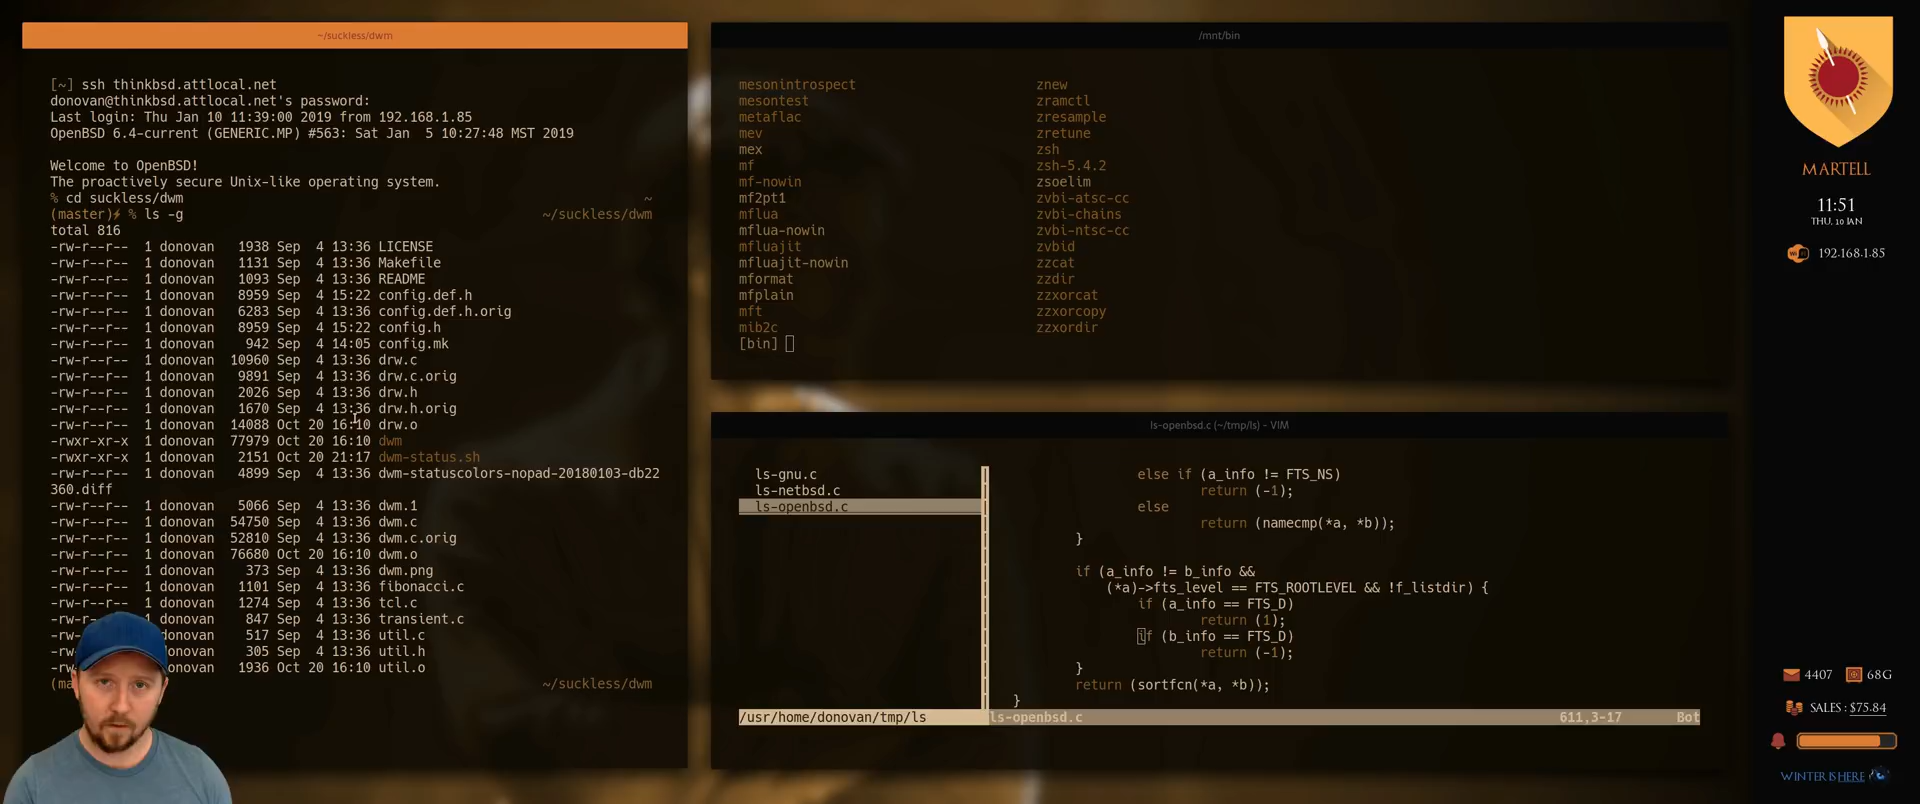 ~/suckless/dwm
[~] ssh thinkbsd.attlocal.net
donovan@thinkbsd.attlocal.net's password:
Last login: Thu Jan 10 11:39:00 2019 from 192.168.1.85
OpenBSD 6.4-current (GENERIC.MP) #563: Sat Jan  5 10:27:48 MST 2019
Welcome to OpenBSD!
The proactively secure Unix-like operating system.
% cd suckless/dwm ~
(master)⚡ % ls -g ~/suckless/dwm
total 816
-rw-r--r--  1 donovan   1938 Sep  4 13:36 LICENSE
-rw-r--r--  1 donovan   1131 Sep  4 13:36 Makefile
-rw-r--r--  1 donovan   1093 Sep  4 13:36 README
-rw-r--r--  1 donovan   8959 Sep  4 15:22 config.def.h
-rw-r--r--  1 donovan   6283 Sep  4 13:36 config.def.h.orig
-rw-r--r--  1 donovan   8959 Sep  4 15:22 config.h
-rw-r--r--  1 donovan    942 Sep  4 14:05 config.mk
-rw-r--r--  1 donovan  10960 Sep  4 13:36 drw.c
-rw-r--r--  1 donovan   9891 Sep  4 13:36 drw.c.orig
-rw-r--r--  1 donovan   2026 Sep  4 13:36 drw.h
-rw-r--r--  1 donovan   1670 Sep  4 13:36 drw.h.orig
-rw-r--r--  1 donovan  14088 Oct 20 16:10 drw.o
-rwxr-xr-x  1 donovan  77979 Oct 20 16:10 dwm
-rwxr-xr-x  1 donovan   2151 Oct 20 21:17 dwm-status.sh
-rw-r--r--  1 donovan   4899 Sep  4 13:36 dwm-statuscolors-nopad-20180103-db22
360.diff
-rw-r--r--  1 donovan   5066 Sep  4 13:36 dwm.1
-rw-r--r--  1 donovan  54750 Sep  4 13:36 dwm.c
-rw-r--r--  1 donovan  52810 Sep  4 13:36 dwm.c.orig
-rw-r--r--  1 donovan  76680 Oct 20 16:10 dwm.o
-rw-r--r--  1 donovan    373 Sep  4 13:36 dwm.png
-rw-r--r--  1 donovan   1101 Sep  4 13:36 fibonacci.c
-rw-r--r--  1 donovan   1274 Sep  4 13:36 tcl.c
-rw- donovan    847 Sep  4 13:36 transient.c
-rw donovan    517 Sep  4 13:36 util.c
-rw donovan    305 Sep  4 13:36 util.h
-rw donovan   1936 Oct 20 16:10 util.o
(ma ~/suckless/dwm
/mnt/bin
mesonintrospect znew
mesontest zramctl
metaflac zresample
mev zretune
mex zsh
mf zsh-5.4.2
mf-nowin zsoelim
mf2pt1 zvbi-atsc-cc
mflua zvbi-chains
mflua-nowin zvbi-ntsc-cc
mfluajit zvbid
mfluajit-nowin zzcat
mformat zzdir
mfplain zzxorcat
mft zzxorcopy
mib2c zzxordir
[bin]
ls-openbsd.c (~/tmp/ls) - VIM
ls-gnu.c
ls-netbsd.c
ls-openbsd.c
/usr/home/donovan/tmp/ls
else if (a_info != FTS_NS)
return (-1);
else
return (namecmp(*a, *b));
}
if (a_info != b_info &&
(*a)->fts_level == FTS_ROOTLEVEL && !f_listdir) {
if (a_info == FTS_D)
return (1);
if (b_info == FTS_D)
return (-1);
}
return (sortfcn(*a, *b));
}
ls-openbsd.c 611,3-17 Bot
MARTELL
11:51
THU, 10 JAN
192.168.1.85
4407 68G
SALES : $75.84
WINTER IS HERE